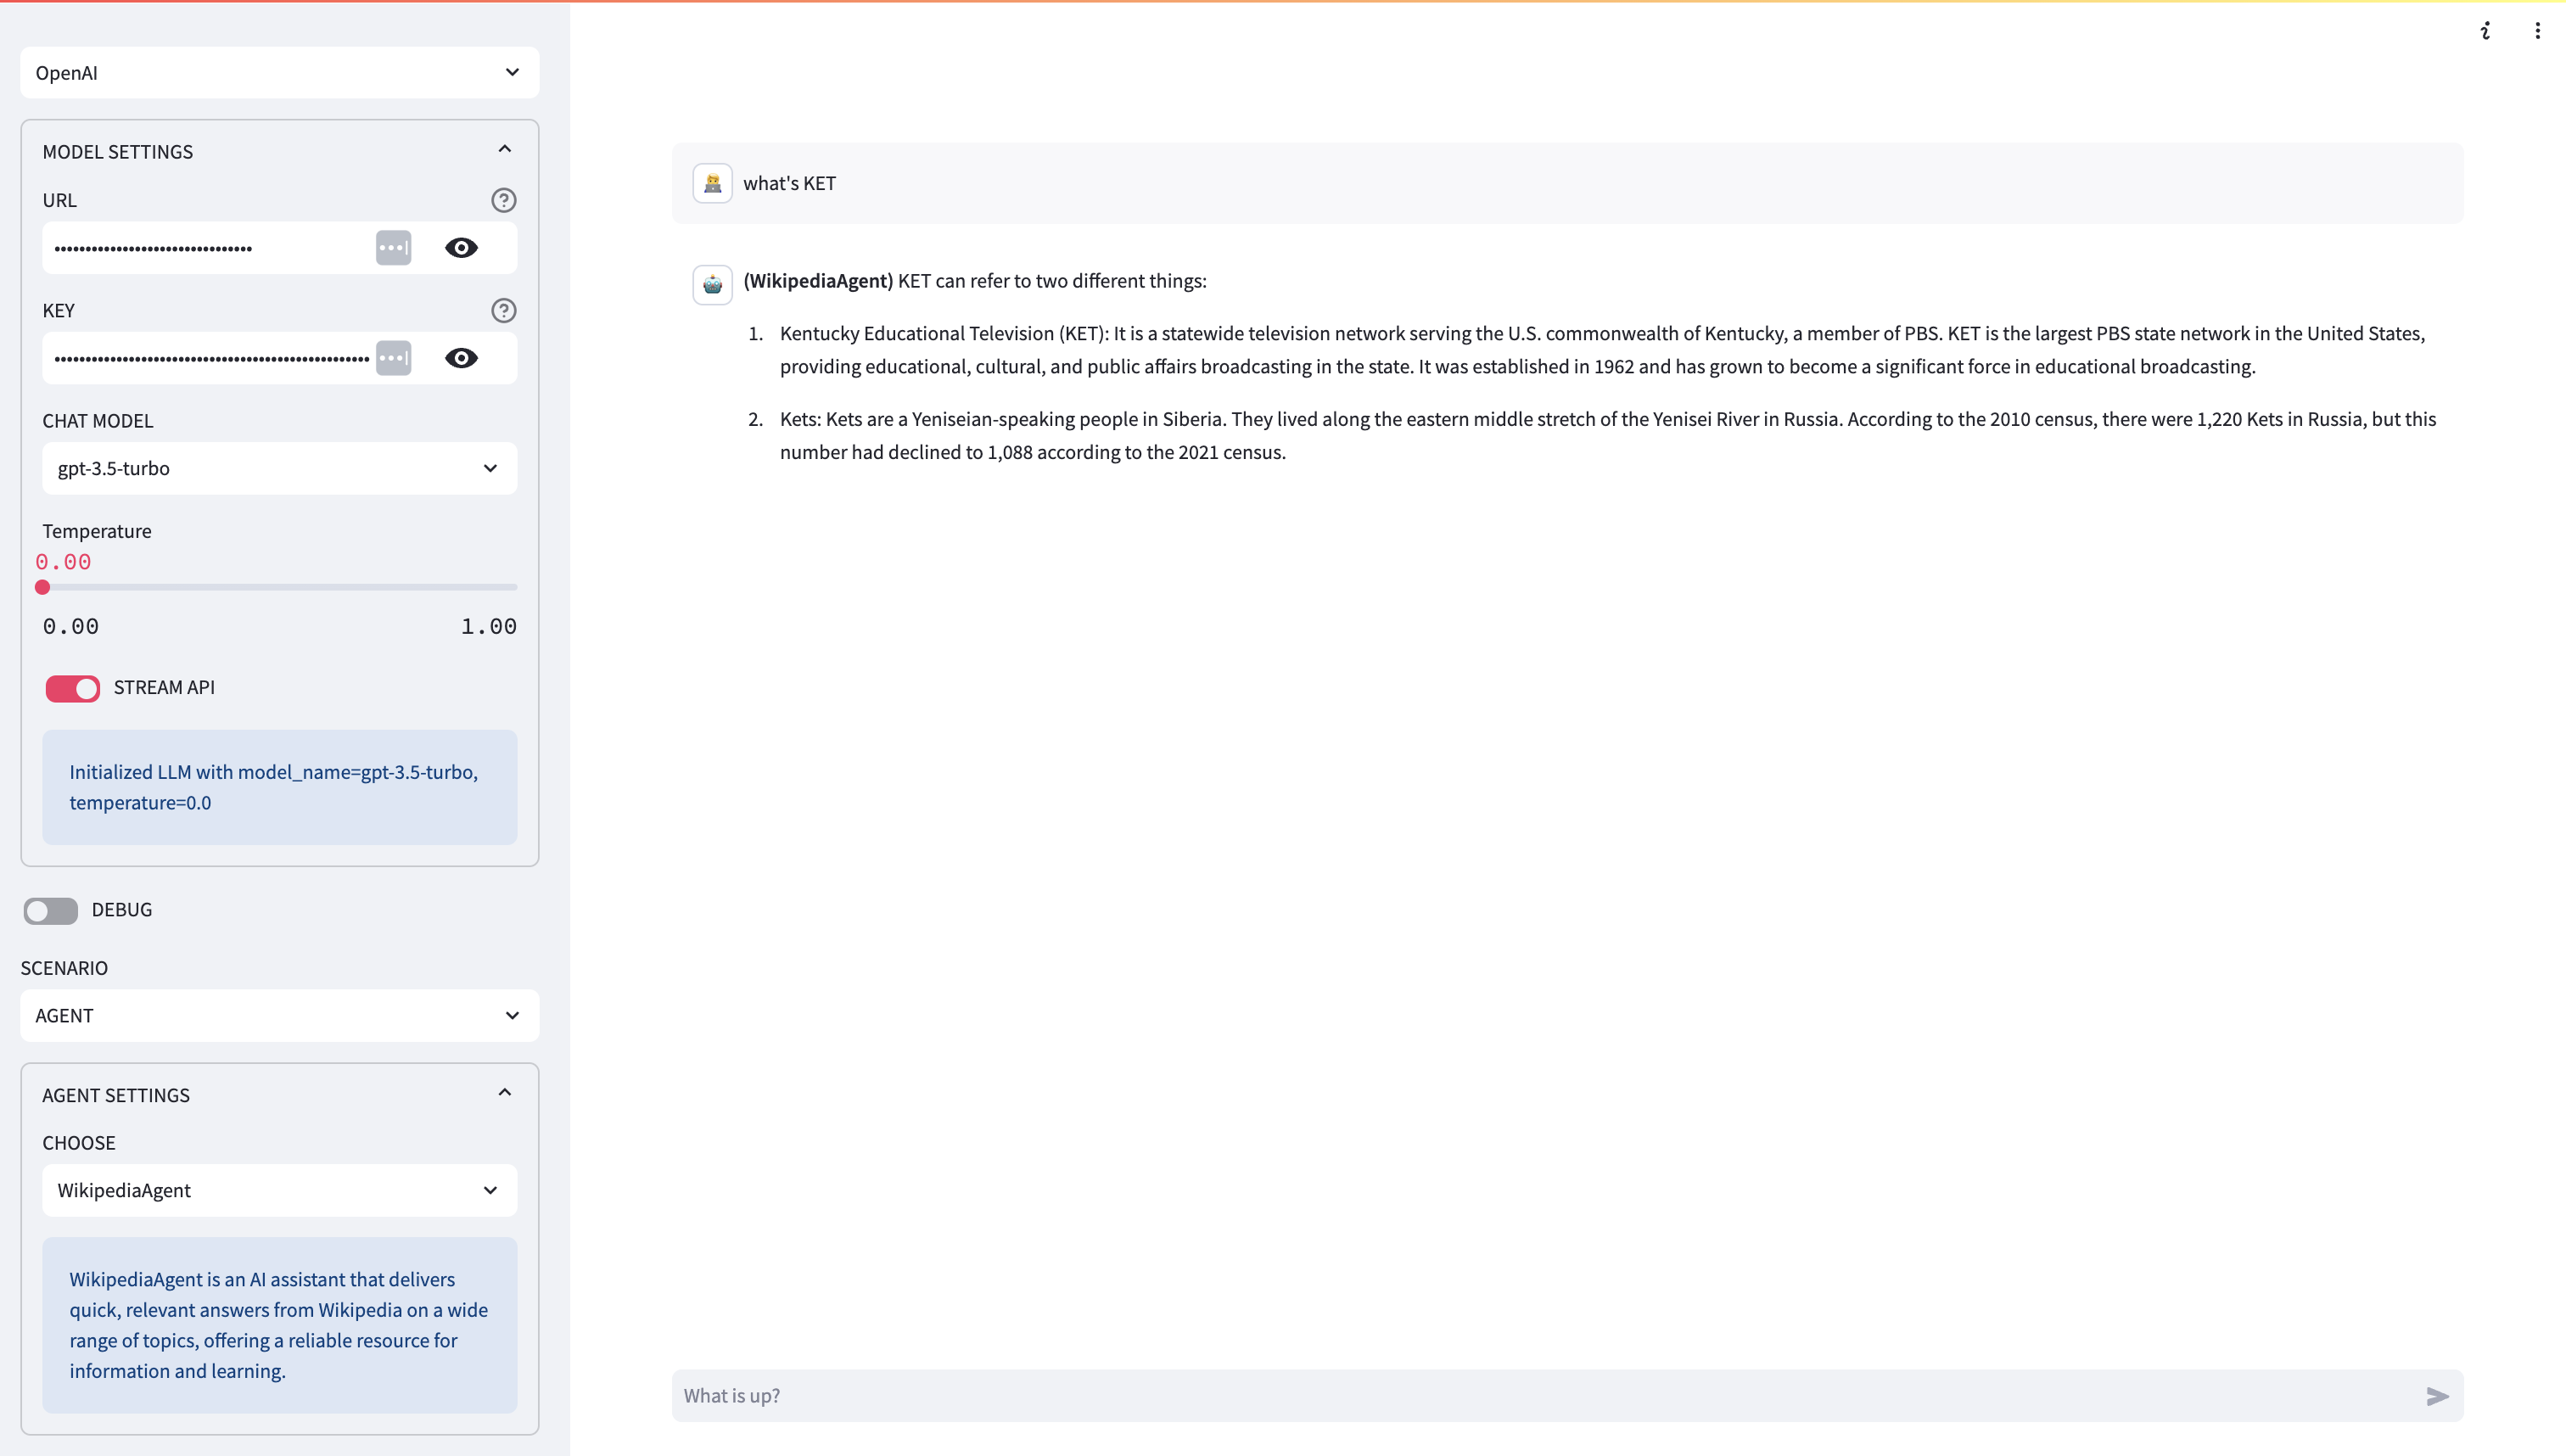 OpenAI
MODEL SETTINGS
URL
KEY
CHAT MODEL
gpt-3.5-turbo
Temperature
0.00
0.00 1.00
STREAM API
Initialized LLM with model_name=gpt-3.5-turbo,
temperature=0.0
DEBUG
SCENARIO
AGENT
AGENT SETTINGS
CHOOSE
WikipediaAgent
WikipediaAgent is an AI assistant that delivers
quick, relevant answers from Wikipedia on a wide
range of topics, offering a reliable resource for
information and learning.
what's KET
(WikipediaAgent) KET can refer to two different things:
1. Kentucky Educational Television (KET): It is a statewide television network serving the U.S. commonwealth of Kentucky, a member of PBS. KET is the largest PBS state network in the United States,
providing educational, cultural, and public affairs broadcasting in the state. It was established in 1962 and has grown to become a significant force in educational broadcasting.
2. Kets: Kets are a Yeniseian-speaking people in Siberia. They lived along the eastern middle stretch of the Yenisei River in Russia. According to the 2010 census, there were 1,220 Kets in Russia, but this
number had declined to 1,088 according to the 2021 census.
What is up?